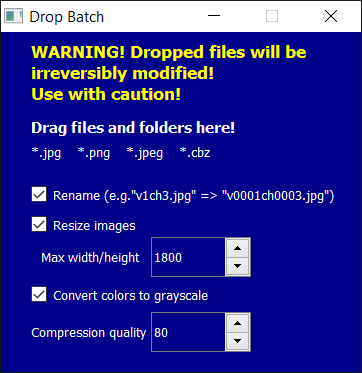 Drop Batch
WARNING! Dropped files will be
irreversibly modified!
Use with caution!
Drag files and folders here!
*.jpg *.png *.jpeg *.cbz
Rename (e.g."v1ch3.jpg" => "v0001ch0003.jpg")
Resize images
Max width/height 1800
Convert colors to grayscale
Compression quality 80